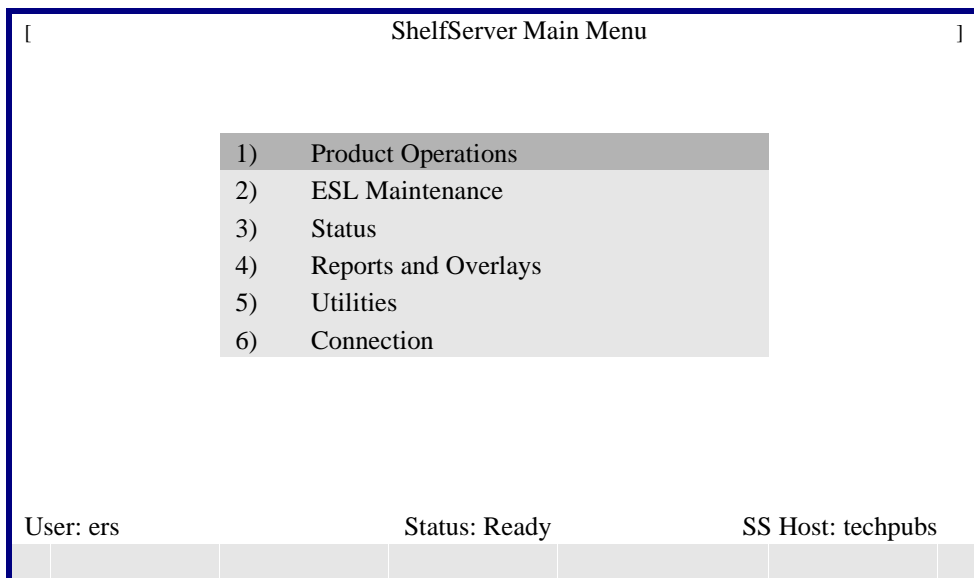 [ ShelfServer Main Menu ]
1) Product Operations
2) ESL Maintenance
3) Status
4) Reports and Overlays
5) Utilities
6) Connection
User: ers Status: Ready SS Host: techpubs